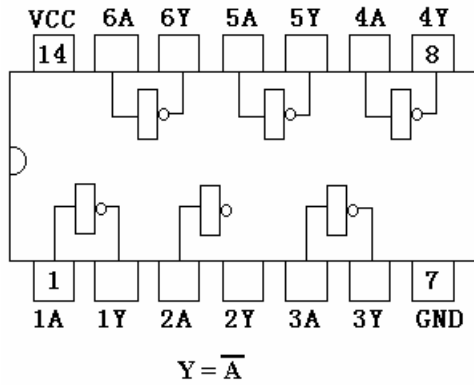 VCC 6A 6Y 5A 5Y 4A 4Y
14 8
1 7
1A 1Y 2A 2Y 3A 3Y GND
Y = A̅